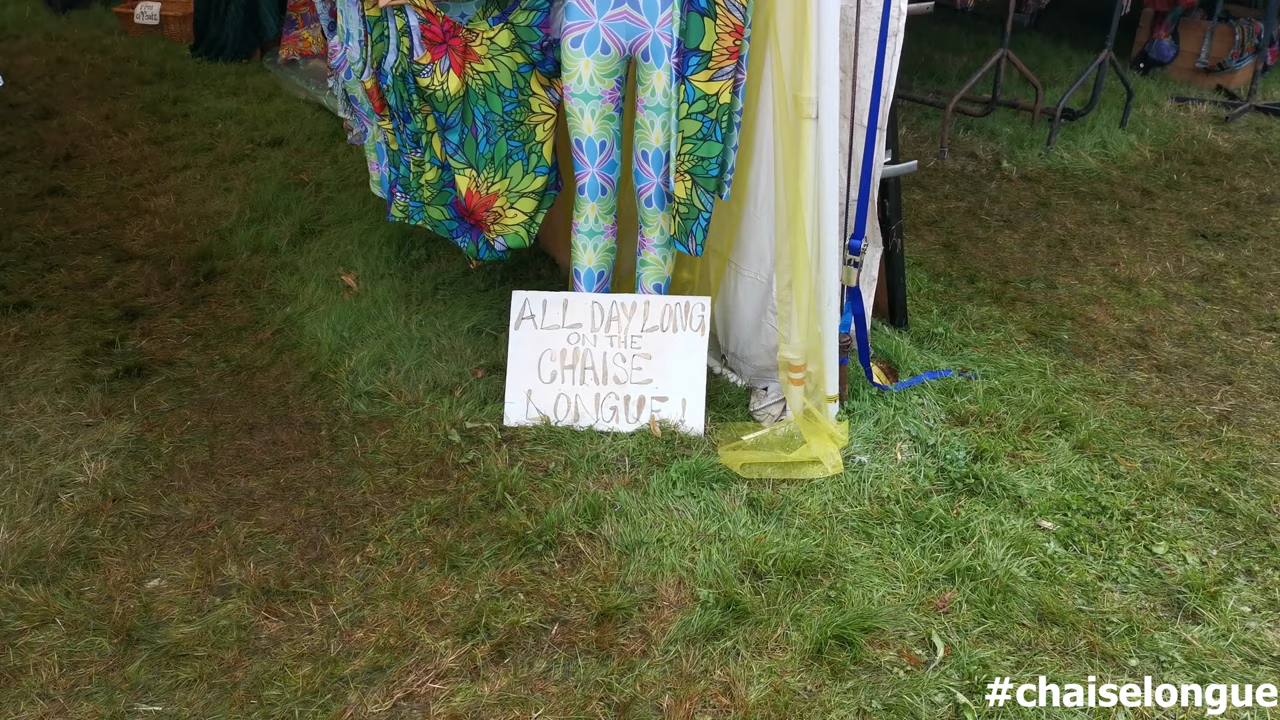 ALL DAY LONG
ON THE
CHAISE
LONGUE!
#chaiselongue